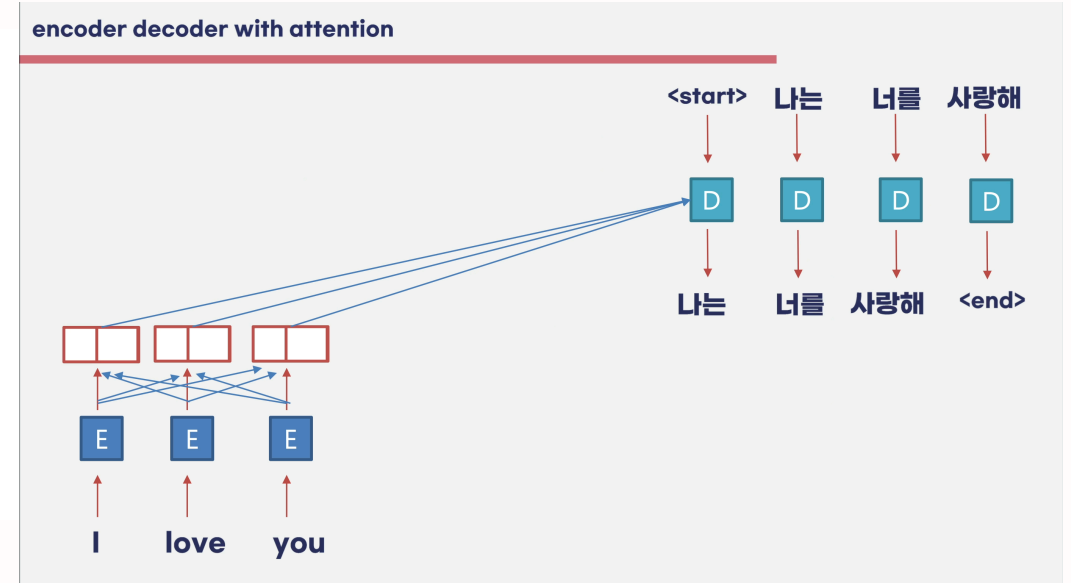 encoder decoder with attention
<start> 나는 너를 사랑해
D D D D
나는 너를 사랑해 <end>
E E E
I love you